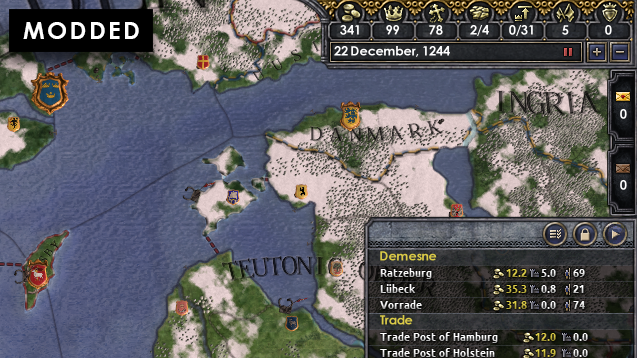 MODDED
341 99 78 2/4 0/31 5 0
22 December, 1244
INGRIA
0
DANMARK
0
TEUTONIC
Demesne
Ratzeburg 12.2 5.0 69
Lübeck 35.3 0.8 21
Vorrade 31.8 0.0 74
Trade
Trade Post of Hamburg 12.0 0.0
Trade Post of Holstein 11.9 0.0